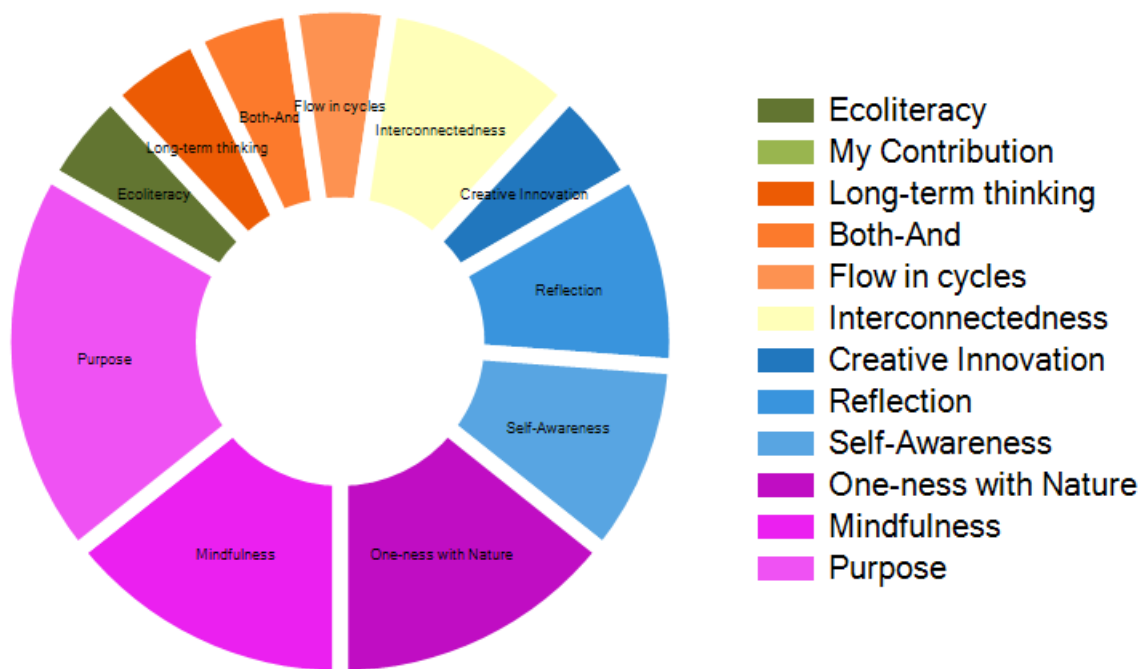 Flow in cycles
Both-And
Interconnectedness
Long-term thinking
Ecoliteracy
Creative Innovation
Reflection
Purpose
Self-Awareness
Mindfulness
One-ness with Nature
Ecoliteracy
My Contribution
Long-term thinking
Both-And
Flow in cycles
Interconnectedness
Creative Innovation
Reflection
Self-Awareness
One-ness with Nature
Mindfulness
Purpose